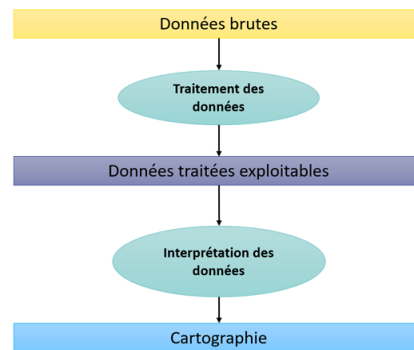 Données brutes
Traitement des
données
Données traitées exploitables
Interprétation des
données
Cartographie